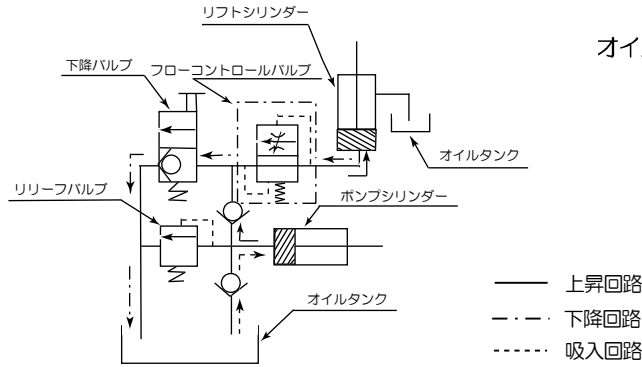 リフトシリンダー
オイ
下降バルブ
フローコントロールバルブ
オイルタンク
リリーフバルブ
ポンプシリンダー
オイルタンク
上昇回路
下降回路
吸入回路